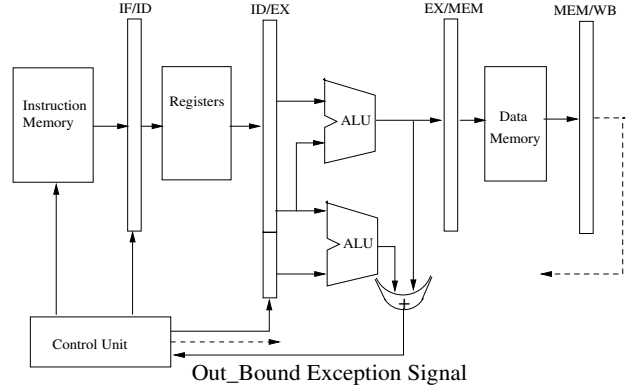 IF/ID
ID/EX
EX/MEM
MEM/WB
Instruction
Memory
Registers
ALU
Data
Memory
ALU
+
Control Unit
Out_Bound Exception Signal